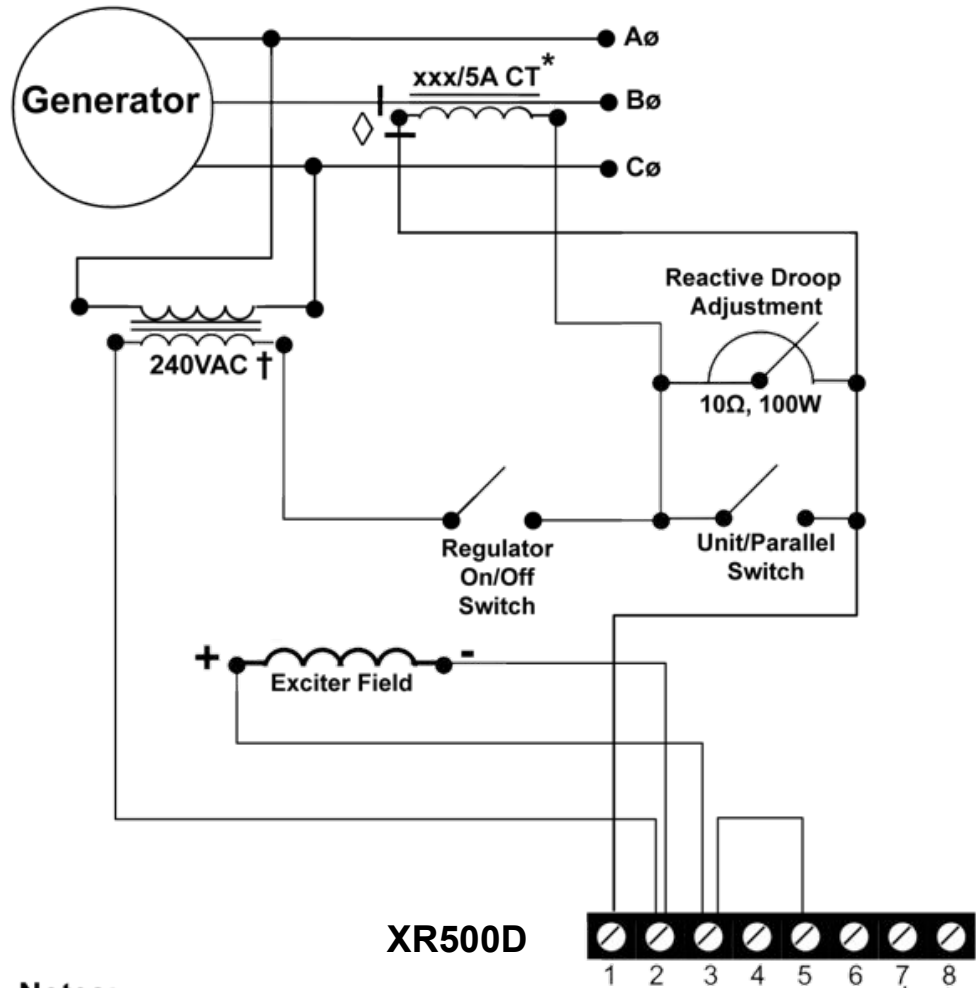 Generator
Aø
xxx/5A CT*
Bø
◊
Cø
Reactive Droop
Adjustment
10Ω, 100W
240VAC †
Regulator
On/Off
Switch
Unit/Parallel
Switch
+ -
Exciter Field
XR500D
1 2 3 4 5 6 7 8